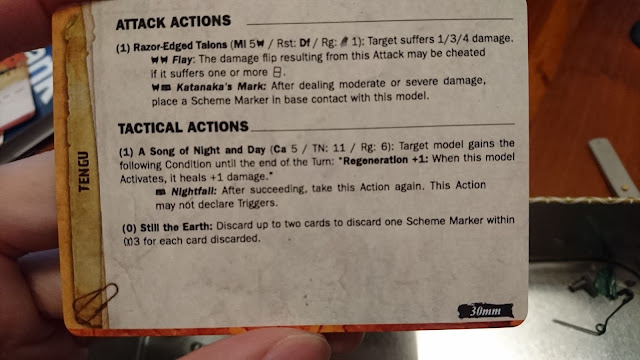 ATTACK ACTIONS
(1) Razor-Edged Talons (Ml 5 / Rst: Df / Rg: 1): Target suffers 1/3/4 damage.
Flay: The damage flip resulting from this Attack may be cheated
if it suffers one or more ⊟.
Katanaka's Mark: After dealing moderate or severe damage,
place a Scheme Marker in base contact with this model.
TACTICAL ACTIONS
(1) A Song of Night and Day (Ca 5 / TN: 11 / Rg: 6): Target model gains the
following Condition until the end of the Turn: "Regeneration +1: When this model
Activates, it heals +1 damage."
Nightfall: After succeeding, take this Action again. This Action
may not declare Triggers.
(0) Still the Earth: Discard up to two cards to discard one Scheme Marker within
3 for each card discarded.
TENGU
30mm